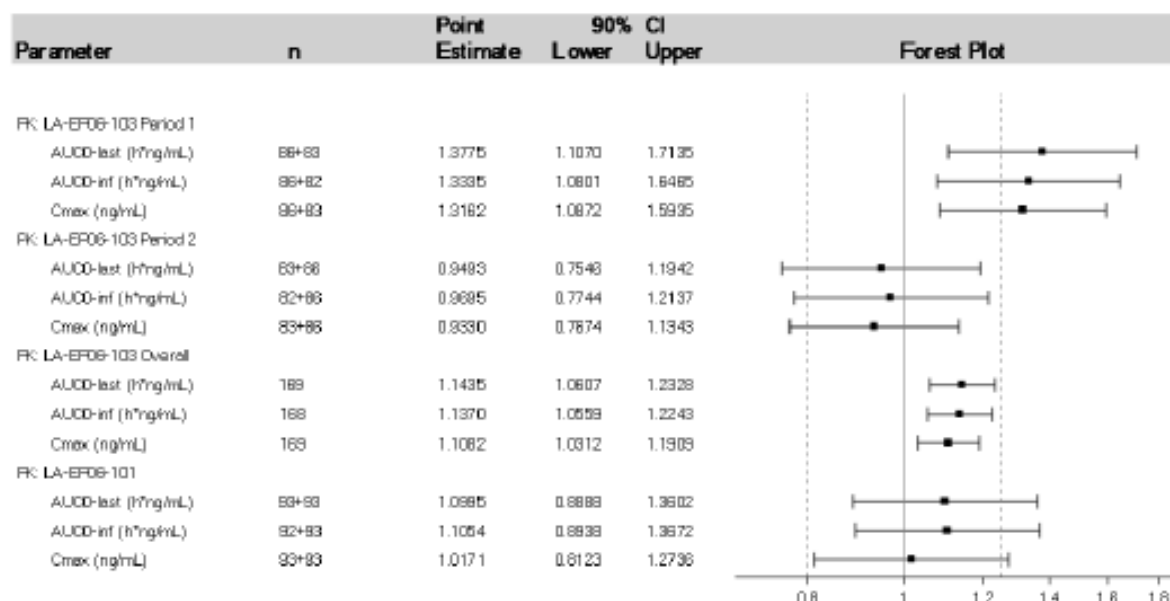 Point 90% CI
Parameter n Estimate Lower Upper Forest Plot
PK: LA-EP06-103 Period 1
AUC0-last (h*ng/mL) 86+83 1.3775 1.1070 1.7135
AUC0-inf (h*ng/mL) 86+82 1.3335 1.0801 1.6465
Cmax (ng/mL) 86+83 1.3162 1.0872 1.5935
PK: LA-EP06-103 Period 2
AUC0-last (h*ng/mL) 83+86 0.9493 0.7546 1.1942
AUC0-inf (h*ng/mL) 82+86 0.9695 0.7744 1.2137
Cmax (ng/mL) 83+86 0.9330 0.7674 1.1343
PK: LA-EP06-103 Overall
AUC0-last (h*ng/mL) 169 1.1435 1.0607 1.2328
AUC0-inf (h*ng/mL) 168 1.1370 1.0559 1.2243
Cmax (ng/mL) 169 1.1082 1.0312 1.1909
PK: LA-EP06-101
AUC0-last (h*ng/mL) 93+93 1.0995 0.8888 1.3602
AUC0-inf (h*ng/mL) 92+93 1.1054 0.8938 1.3672
Cmax (ng/mL) 93+93 1.0171 0.8123 1.2736
0.8 1 1.2 1.4 1.6 1.8